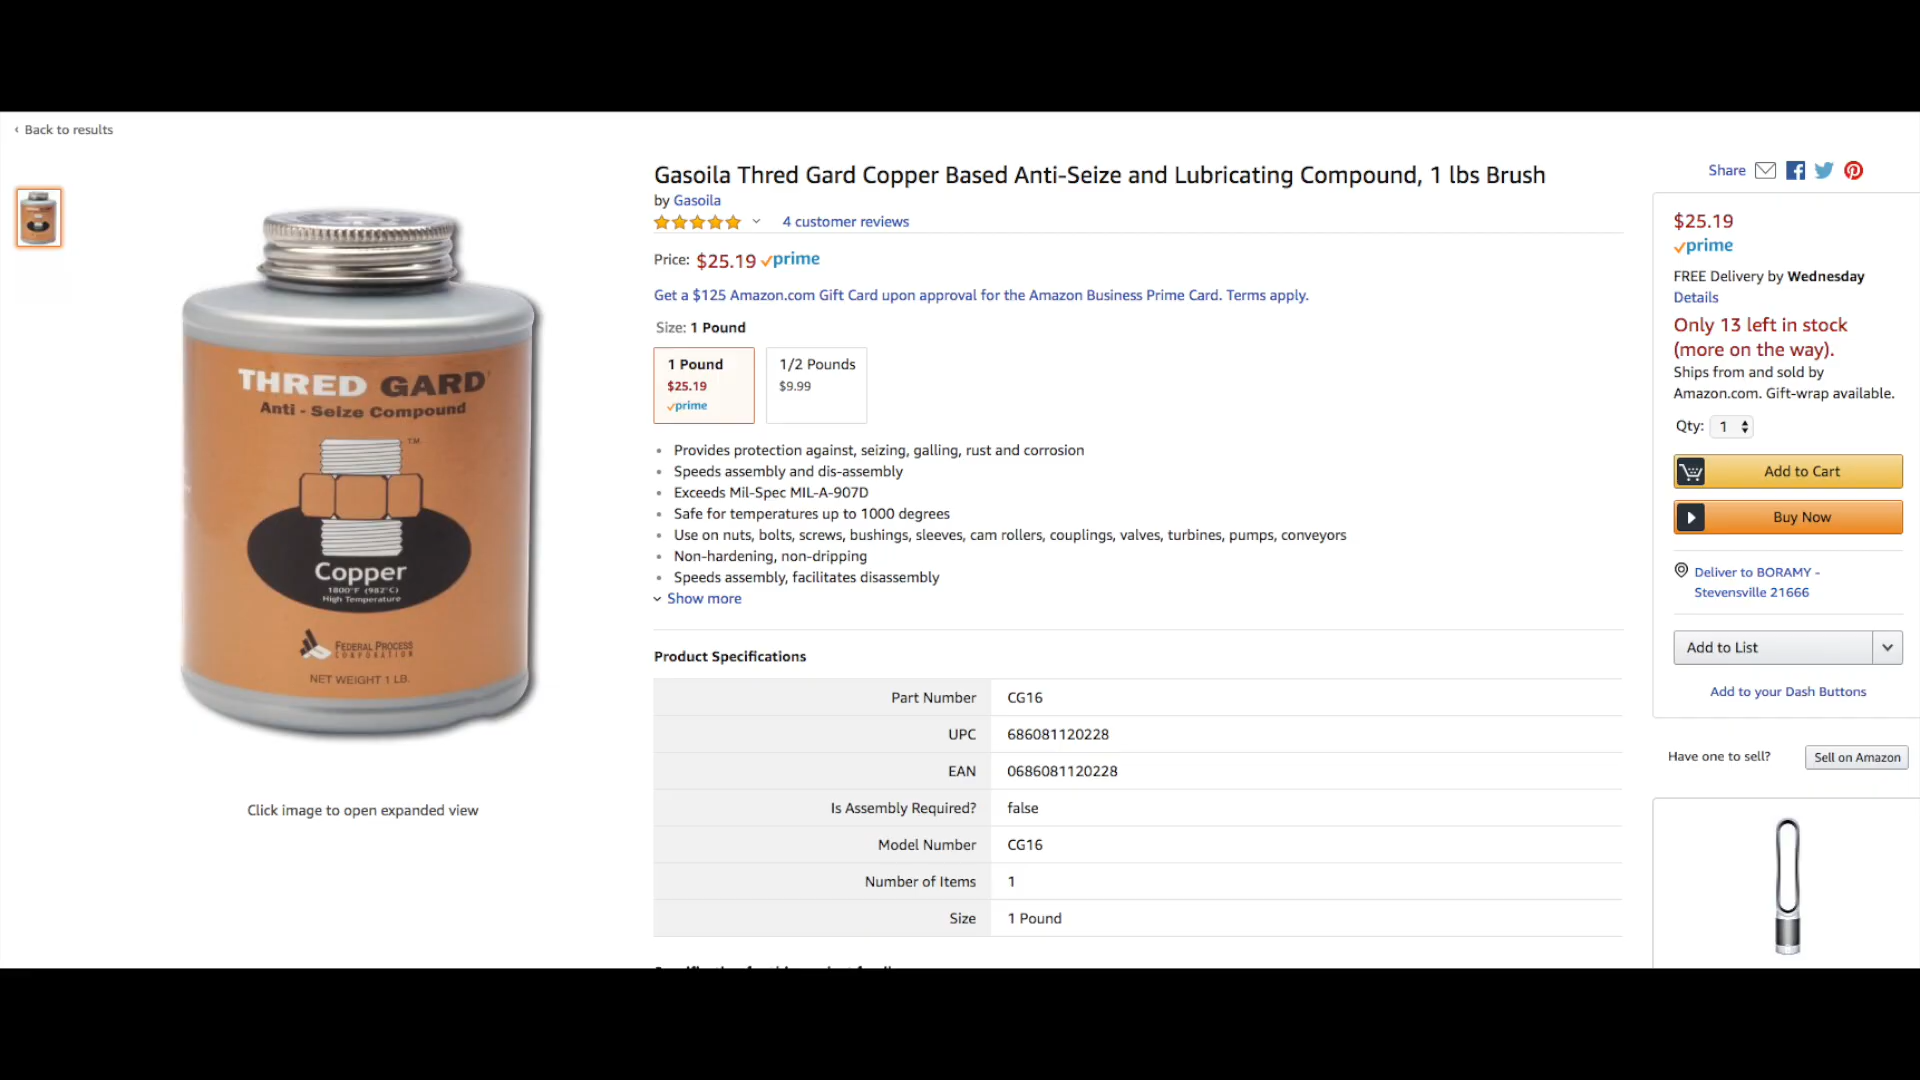 ‹ Back to results
Gasoila Thred Gard Copper Based Anti-Seize and Lubricating Compound, 1 lbs Brush
by Gasoila
4 customer reviews
Price: $25.19 prime
Get a $125 Amazon.com Gift Card upon approval for the Amazon Business Prime Card. Terms apply.
Size: 1 Pound
1 Pound
$25.19
prime
1/2 Pounds
$9.99
Provides protection against, seizing, galling, rust and corrosion
Speeds assembly and dis-assembly
Exceeds Mil-Spec MIL-A-907D
Safe for temperatures up to 1000 degrees
Use on nuts, bolts, screws, bushings, sleeves, cam rollers, couplings, valves, turbines, pumps, conveyors
Non-hardening, non-dripping
Speeds assembly, facilitates disassembly
Show more
Product Specifications
Part Number CG16
UPC 686081120228
EAN 0686081120228
Is Assembly Required? false
Model Number CG16
Number of Items 1
Size 1 Pound
THRED GARD
Anti - Seize Compound
TM
Copper
1800°F (982°C)
High Temperature
FEDERAL PROCESS
CORPORATION
NET WEIGHT 1 LB.
Click image to open expanded view
Share
$25.19
prime
FREE Delivery by Wednesday
Details
Only 13 left in stock
(more on the way).
Ships from and sold by
Amazon.com. Gift-wrap available.
Qty: 1
Add to Cart
Buy Now
Deliver to BORAMY -
Stevensville 21666
Add to List
Add to your Dash Buttons
Have one to sell?
Sell on Amazon